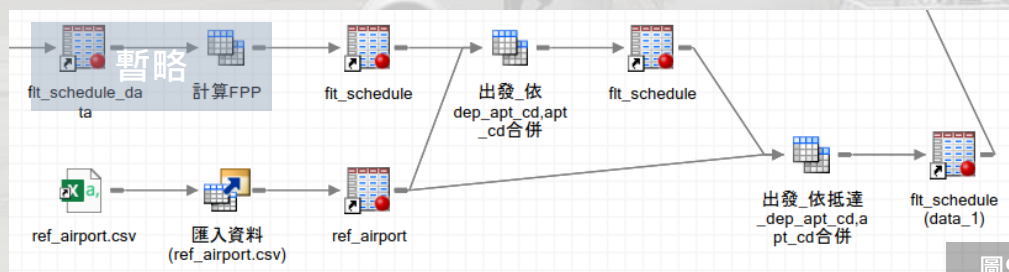 暫略
flt_schedule_da
ta
計算FPP
flt_schedule
出發_依
dep_apt_cd,apt
_cd合併
flt_schedule
ref_airport.csv
匯入資料
(ref_airport.csv)
ref_airport
出發_依抵達
_dep_apt_cd,a
pt_cd合併
flt_schedule
(data_1)
圖